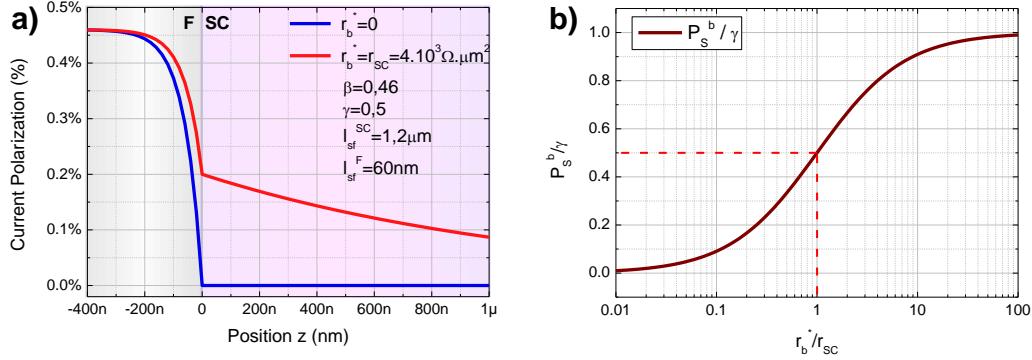 a)
F SC
r_b^*=0
r_b^*=r_SC=4.10^3Ω.μm^2
β=0,46
γ=0,5
l_sf^SC=1,2μm
l_sf^F=60nm
Current Polarization (%)
0.5%
0.4%
0.3%
0.2%
0.1%
0.0%
-400n -200n 0 200n 400n 600n 800n 1μ
Position z (nm)
b)
P_S^b / γ
P_S^b/γ
1.0
0.8
0.6
0.4
0.2
0.0
0.01 0.1 1 10 100
r_b^*/r_SC